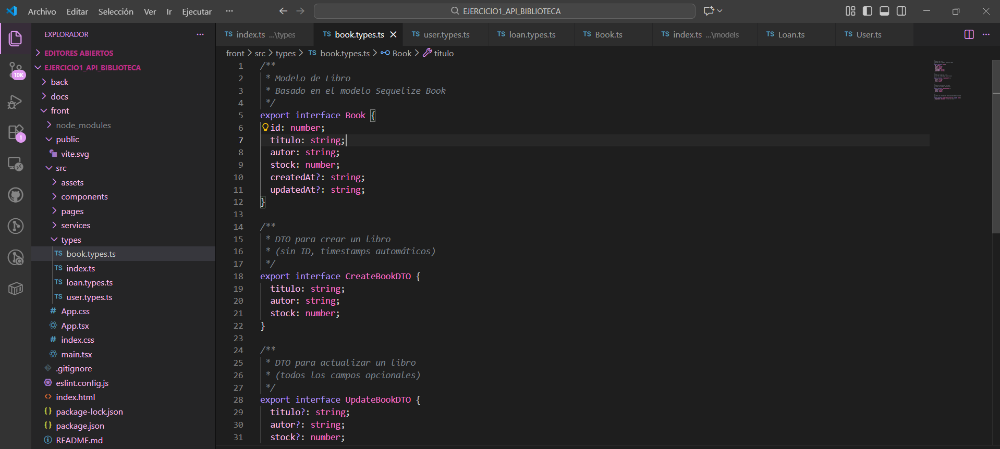 Archivo Editar Selección Ver Ir Ejecutar ··· EJERCICIO1_API_BIBLIOTECA
EXPLORADOR ···
EDITORES ABIERTOS
EJERCICIO1_API_BIBLIOTECA
back
docs
front
node_modules
public
vite.svg
src
assets
components
pages
services
types
TS book.types.ts
TS index.ts
TS loan.types.ts
TS user.types.ts
# App.css
App.tsx
# index.css
main.tsx
.gitignore
eslint.config.js
<> index.html
{} package-lock.json
{} package.json
README.md
10K
1
TS index.ts ...\types TS book.types.ts TS user.types.ts TS loan.types.ts TS Book.ts TS index.ts ...\models TS Loan.ts TS User.ts ···
front > src > types > TS book.types.ts > Book > titulo
1 /**
2 * Modelo de Libro
3 * Basado en el modelo Sequelize Book
4 */
5 export interface Book {
6 id: number;
7 titulo: string;
8 autor: string;
9 stock: number;
10 createdAt?: string;
11 updatedAt?: string;
12 }
13
14 /**
15 * DTO para crear un libro
16 * (sin ID, timestamps automáticos)
17 */
18 export interface CreateBookDTO {
19 titulo: string;
20 autor: string;
21 stock: number;
22 }
23
24 /**
25 * DTO para actualizar un libro
26 * (todos los campos opcionales)
27 */
28 export interface UpdateBookDTO {
29 titulo?: string;
30 autor?: string;
31 stock?: number;